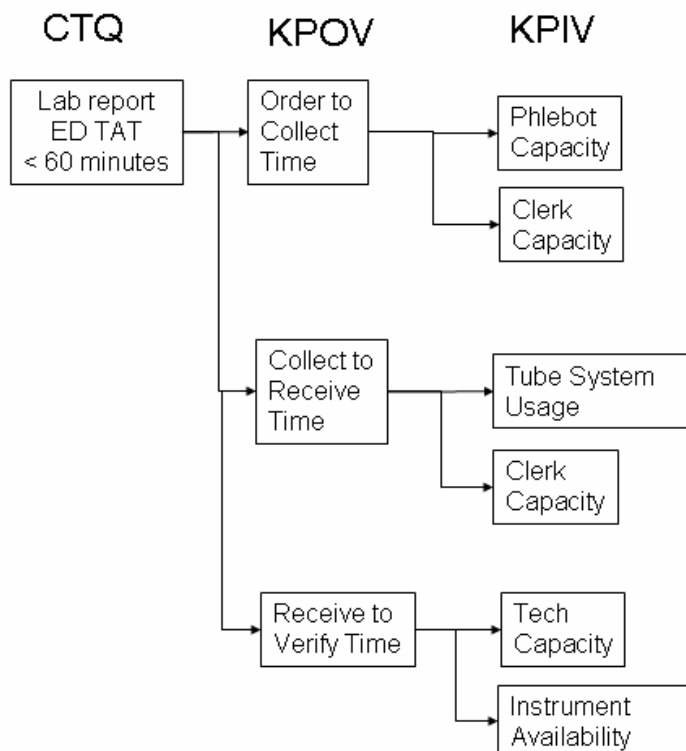 CTQ
KPOV
KPIV
Lab report
ED TAT
< 60 minutes
Order to
Collect
Time
Phlebot
Capacity
Clerk
Capacity
Collect to
Receive
Time
Tube System
Usage
Clerk
Capacity
Receive to
Verify Time
Tech
Capacity
Instrument
Availability